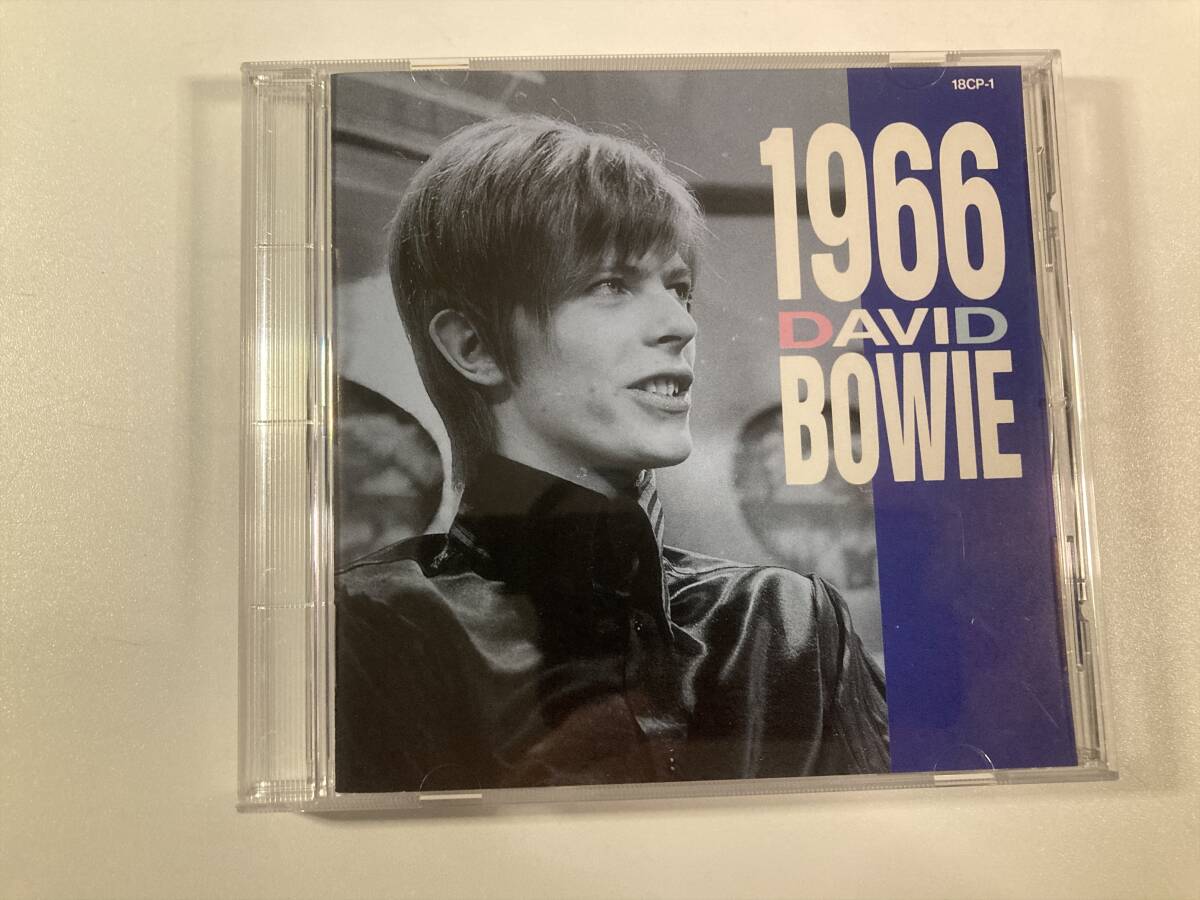 18CP-1
1966
DAVID
BOWIE